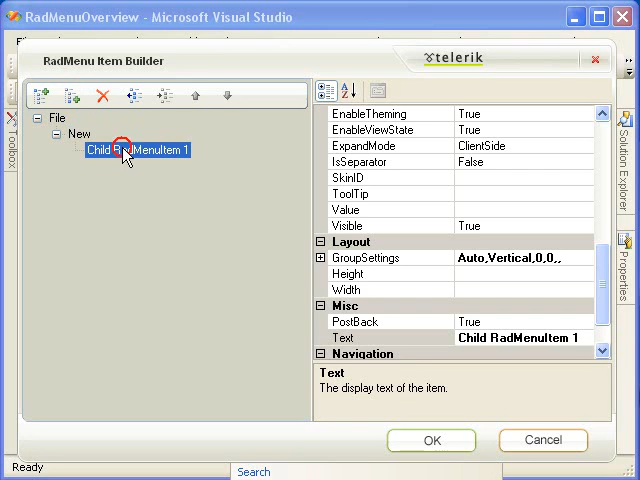 RadMenuOverview - Microsoft Visual Studio
RadMenu Item Builder
telerik
File
New
Child RadMenuItem 1
EnableTheming True
EnableViewState True
ExpandMode ClientSide
IsSeparator False
SkinID
ToolTip
Value
Visible True
Layout
GroupSettings Auto,Vertical,0,0,,
Height
Width
Misc
PostBack True
Text Child RadMenuItem 1
Navigation
Text
The display text of the item.
OK
Cancel
Toolbox
Solution Explorer
Properties
Ready
Search